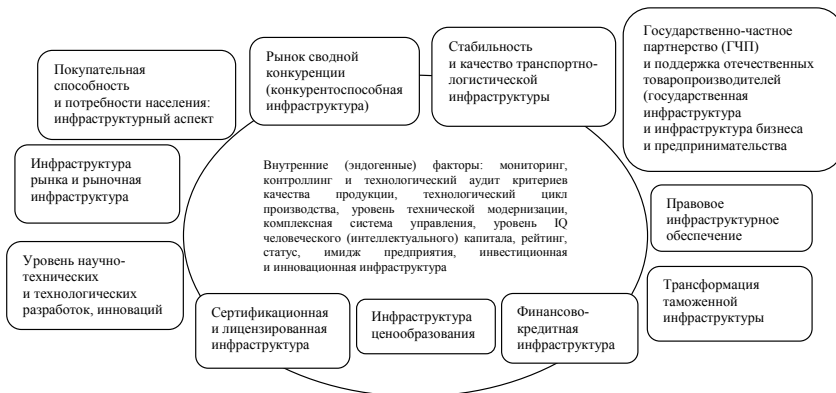 Покупательная
способность
и потребности населения:
инфраструктурный аспект
Рынок сводной
конкуренции
(конкурентоспособная
инфраструктура)
Стабильность
и качество транспортно-
логистической
инфраструктуры
Государственно-частное
партнерство (ГЧП)
и поддержка отечественных
товаропроизводителей
(государственная
инфраструктура
и инфраструктура бизнеса
и предпринимательства
Инфраструктура
рынка и рыночная
инфраструктура
Внутренние (эндогенные) факторы: мониторинг,
контроллинг и технологический аудит критериев
качества продукции, технологический цикл
производства, уровень технической модернизации,
комплексная система управления, уровень IQ
человеческого (интеллектуального) капитала, рейтинг,
статус, имидж предприятия, инвестиционная
и инновационная инфраструктура
Правовое
инфраструктурное
обеспечение
Уровень научно-
технических
и технологических
разработок, инноваций
Сертификационная
и лицензированная
инфраструктура
Инфраструктура
ценообразования
Финансово-
кредитная
инфраструктура
Трансформация
таможенной
инфраструктуры